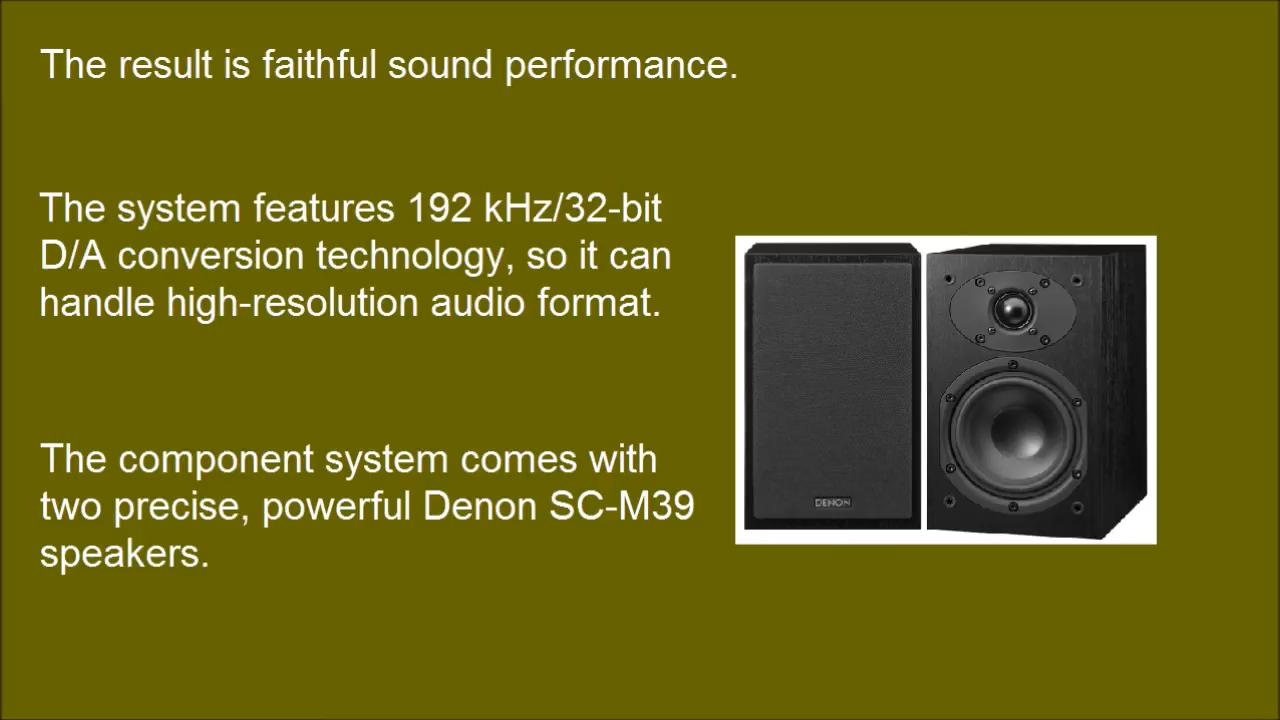 The result is faithful sound performance.
The system features 192 kHz/32-bit
D/A conversion technology, so it can
handle high-resolution audio format.
The component system comes with
two precise, powerful Denon SC-M39
speakers.
DENON